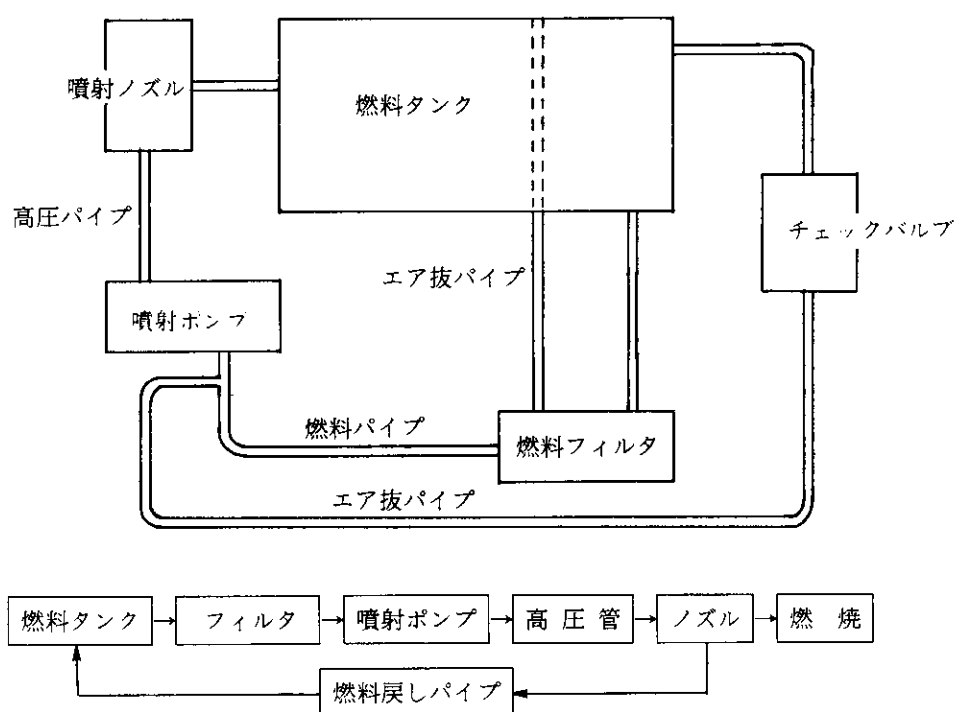 噴射ノズル
燃料タンク
高圧パイプ
チェックバルブ
エア抜パイプ
噴射ポンプ
燃料パイプ
燃料フィルタ
エア抜パイプ
燃料タンク
フィルタ
噴射ポンプ
高圧管
ノズル
燃焼
燃料戻しパイプ